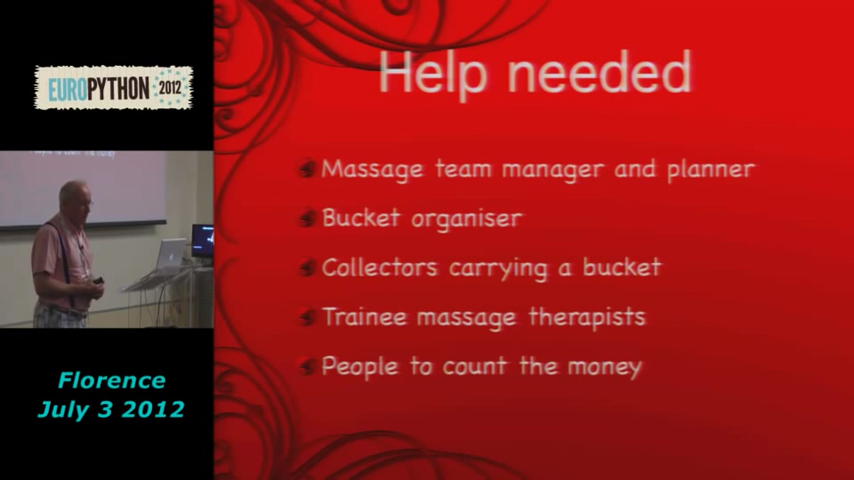 EUROPYTHON 2012
Help needed
Massage team manager and planner
Bucket organiser
Collectors carrying a bucket
Trainee massage therapists
People to count the money
Florence
July 3 2012